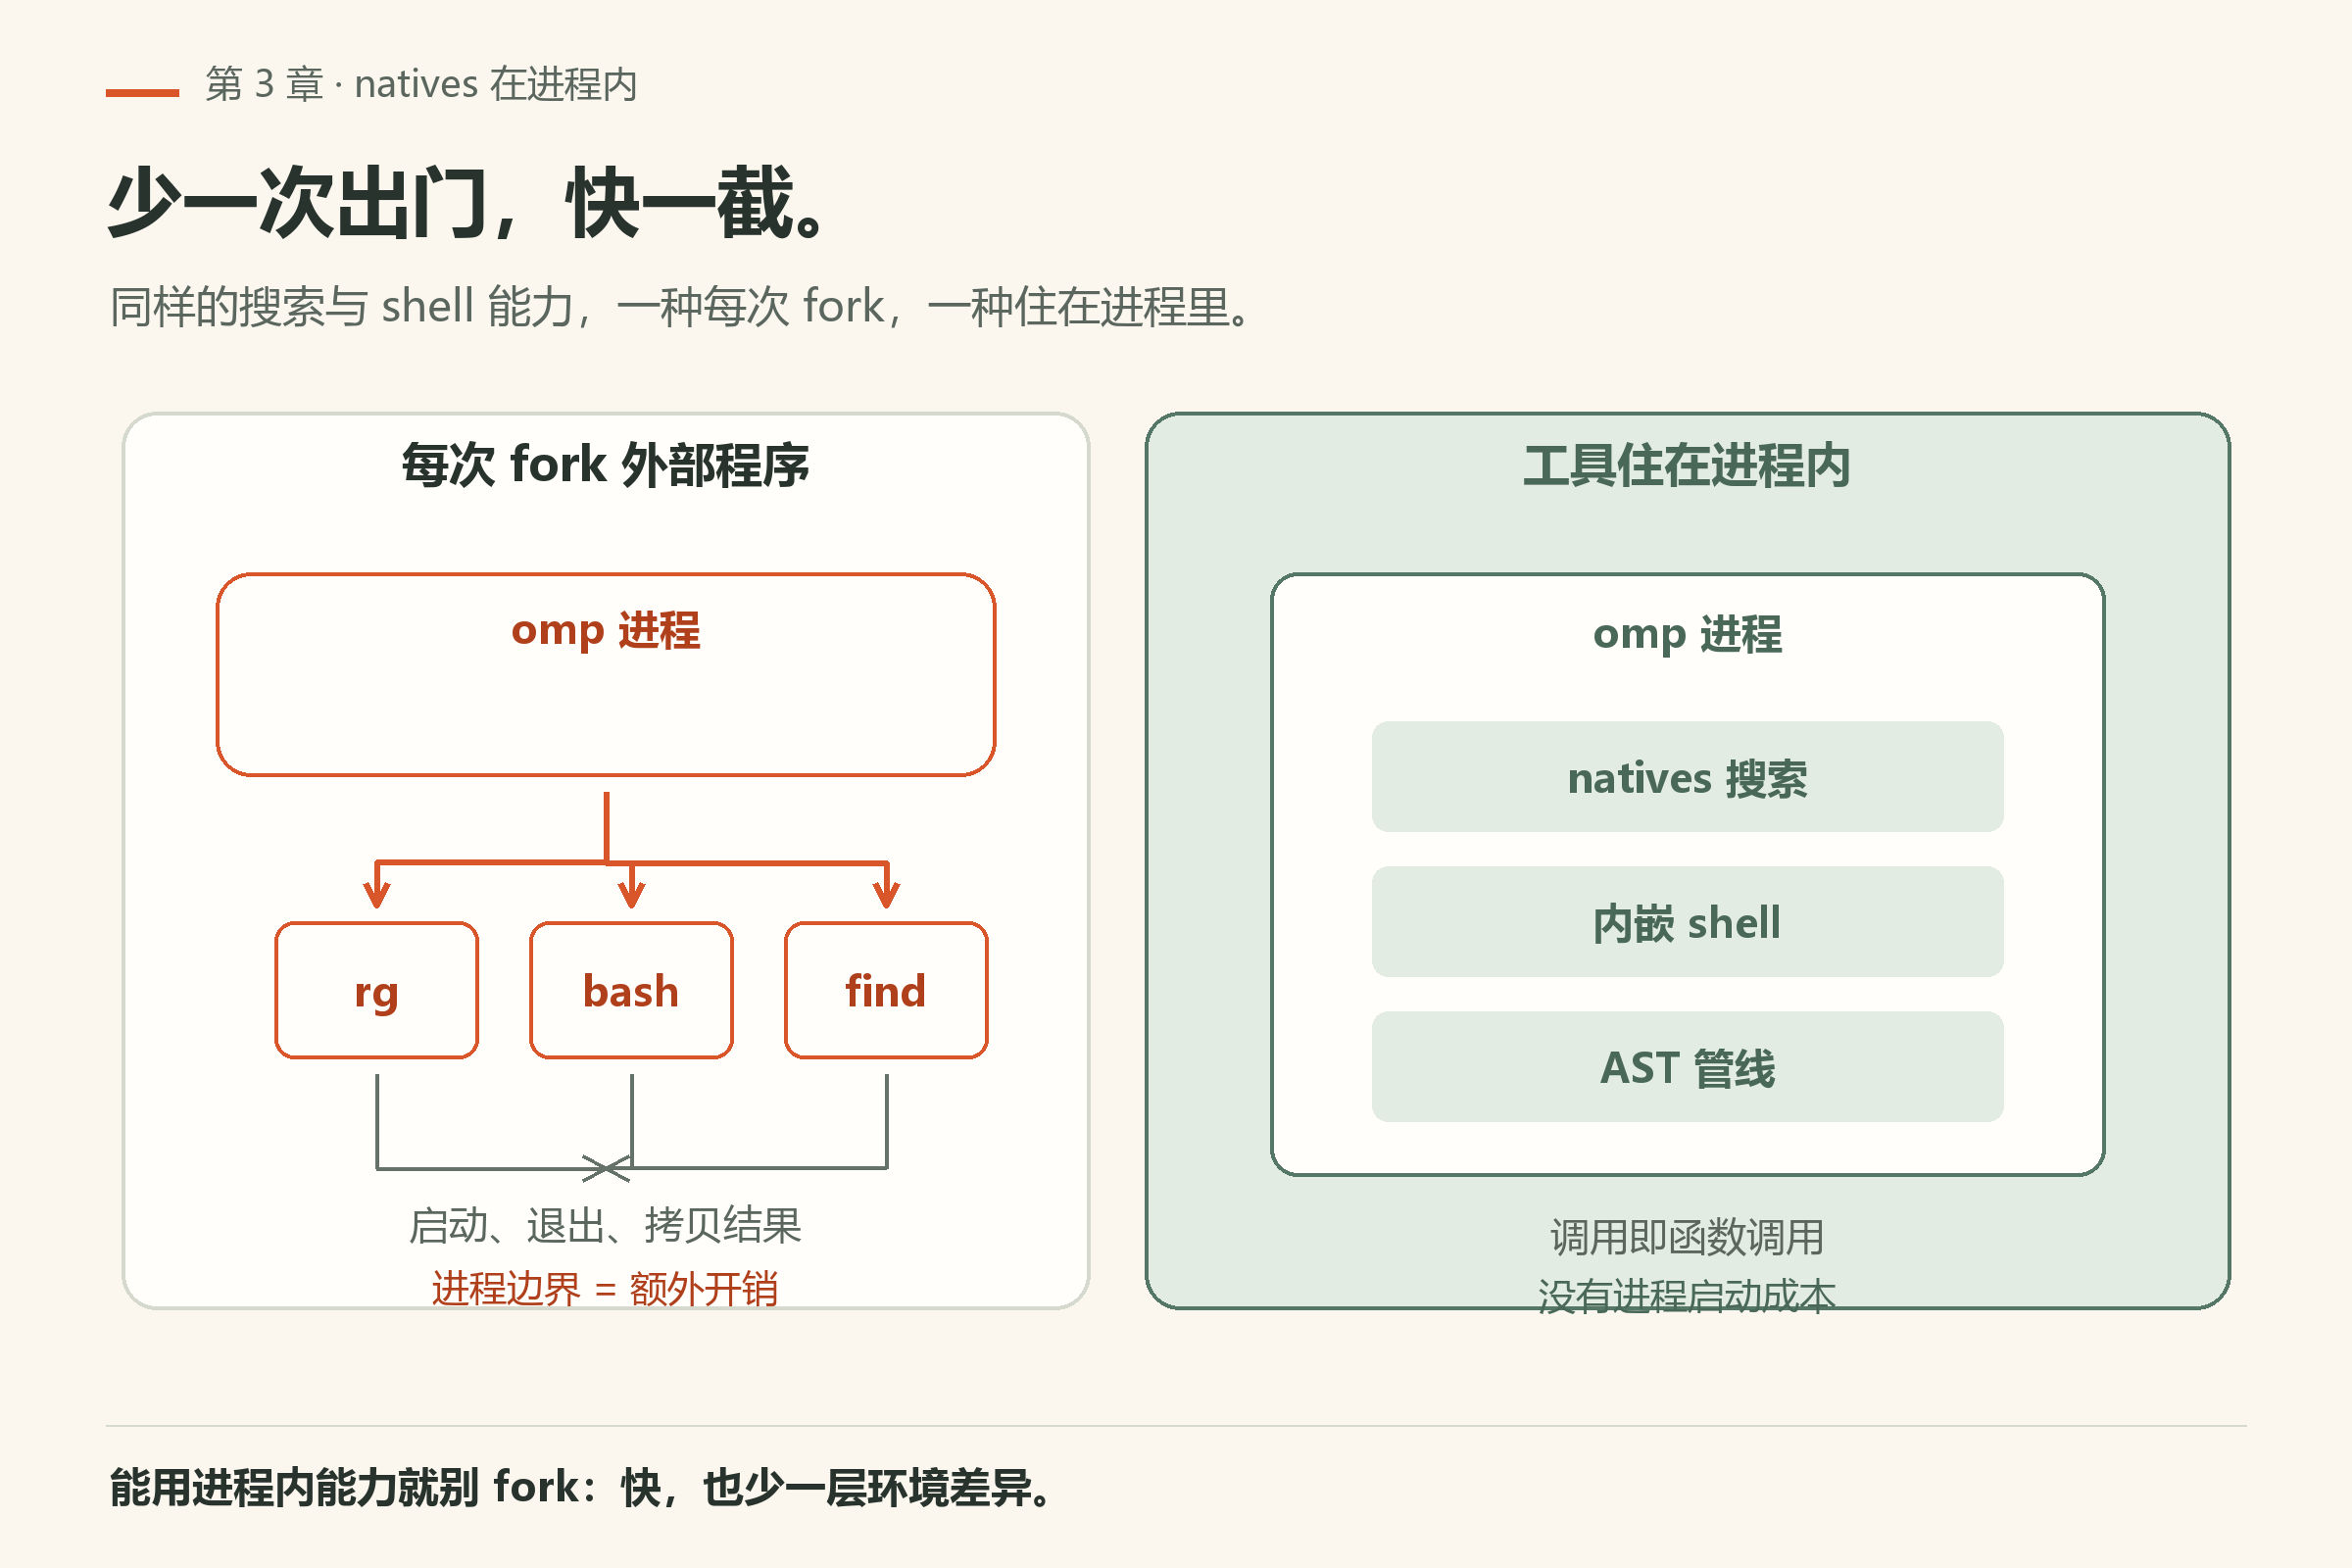 第 3 章 · natives 在进程内
少一次出门，快一截。
同样的搜索与 shell 能力，一种每次 fork，一种住在进程里。
每次 fork 外部程序
omp 进程
rg
bash
find
启动、退出、拷贝结果
进程边界 = 额外开销
工具住在进程内
omp 进程
natives 搜索
内嵌 shell
AST 管线
调用即函数调用
没有进程启动成本
能用进程内能力就别 fork：快，也少一层环境差异。